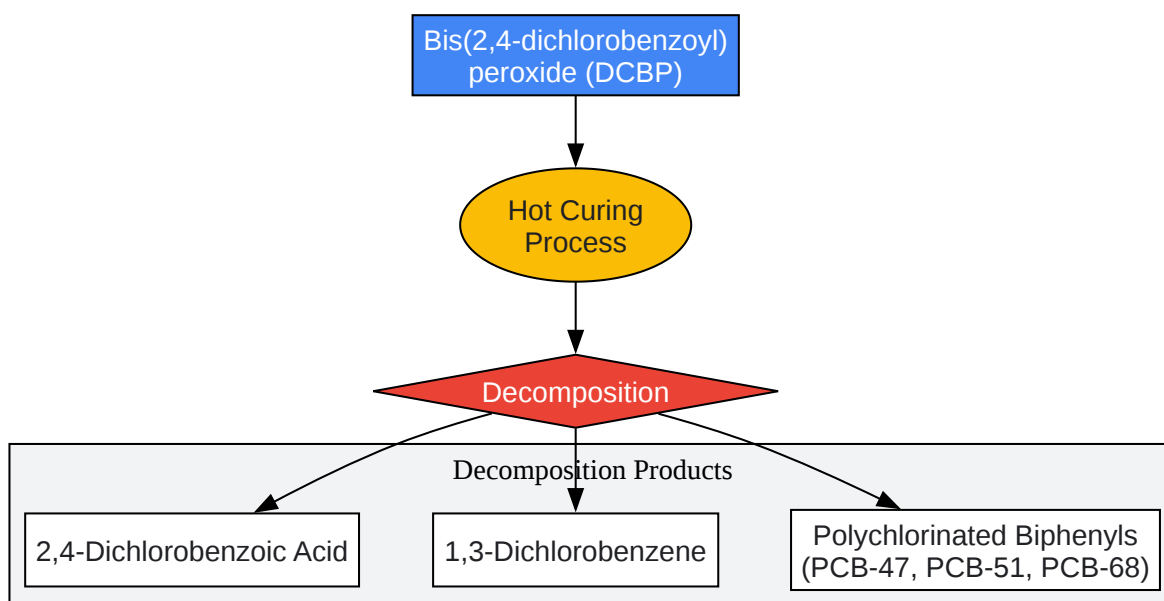 Bis(2,4-dichlorobenzoyl)
peroxide (DCBP)
Hot Curing
Process
Decomposition
Decomposition Products
2,4-Dichlorobenzoic Acid
1,3-Dichlorobenzene
Polychlorinated Biphenyls
(PCB-47, PCB-51, PCB-68)